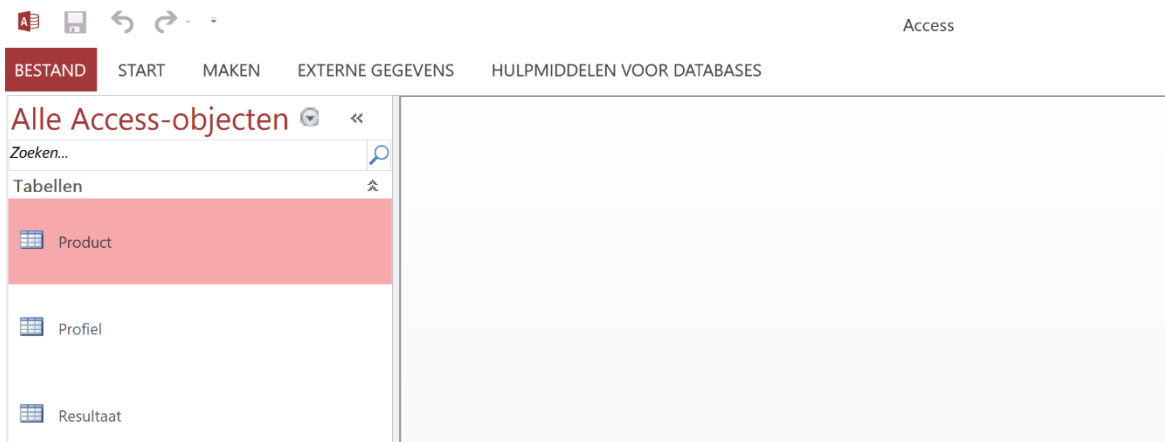 Access
BESTAND START MAKEN EXTERNE GEGEVENS HULPMIDDELEN VOOR DATABASES
Alle Access-objecten
Zoeken...
Tabellen
Product
Profiel
Resultaat